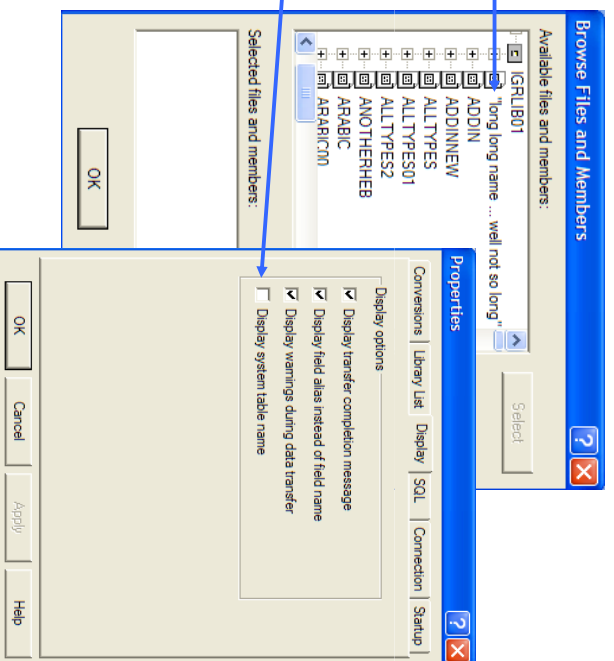 Browse Files and Members
Available files and members:
IGRLIB01
"long long name ... well not so long"
ADDIN
ADDINNEW
ALLTYPES
ALLTYPES01
ALLTYPES2
ANOTHERHEB
ARABIC
ARABIC00
Select
Selected files and members:
OK
Properties
Conversions Library List Display SQL Connection Startup
Display options
Display transfer completion message
Display field alias instead of field name
Display warnings during data transfer
Display system table name
OK Cancel Apply Help